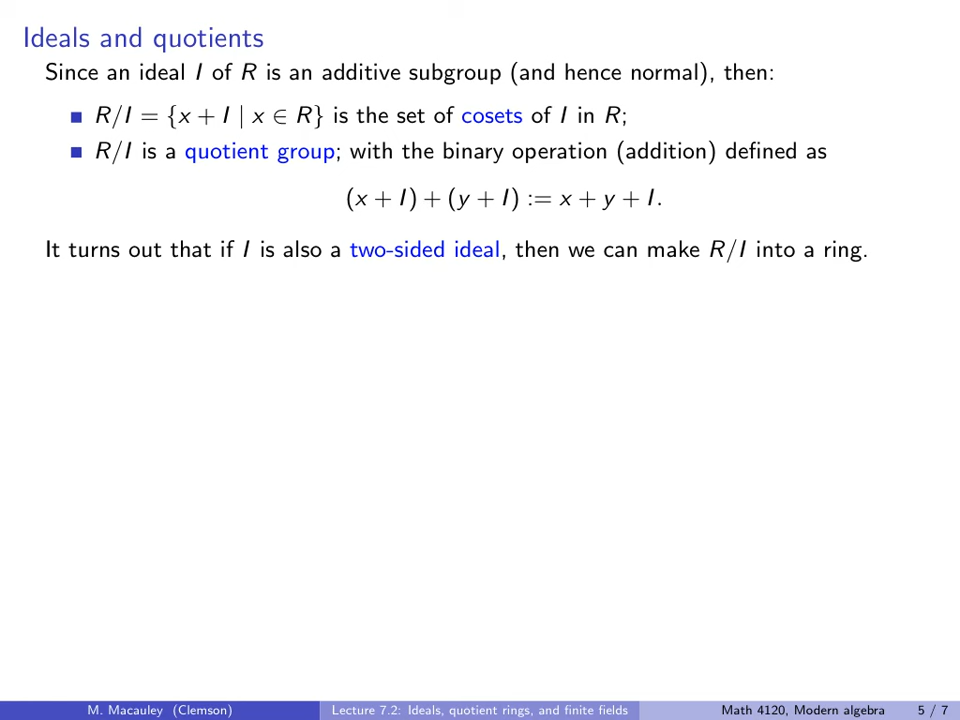 Ideals and quotients
Since an ideal I of R is an additive subgroup (and hence normal), then:
■ R/I = {x + I | x ∈ R} is the set of cosets of I in R;
■ R/I is a quotient group; with the binary operation (addition) defined as
(x + I) + (y + I) := x + y + I.
It turns out that if I is also a two-sided ideal, then we can make R/I into a ring.
M. Macauley (Clemson) Lecture 7.2: Ideals, quotient rings, and finite fields Math 4120, Modern algebra 5 / 7